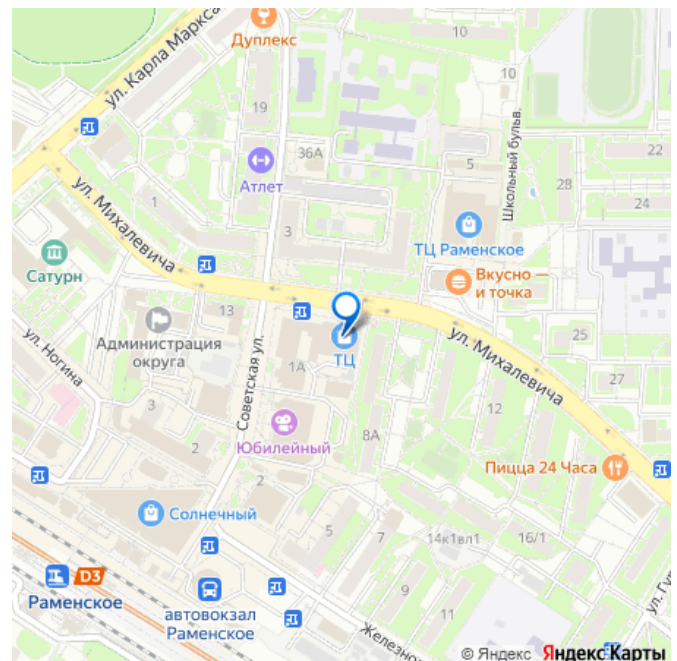 Дуплекс
10
ул. Карла Маркса
10
19
Школьный бульв.
36А
5
22
Атлет
28
24
ул. Михалевича
1
3
ТЦ Раменское
Сатурн
Вкусно —
и точка
13
Администрация
округа
ул. Михалевича
25
ул. Ногина
Советская ул.
1А
ТЦ
27
3
12
2
Юбилейный
8А
Пицца 24 Часа
2
Солнечный
5
7
14к1вл1
16/1
D3
Раменское
автовокзал
Раменское
9
11
© Яндекс Яндекс Карты